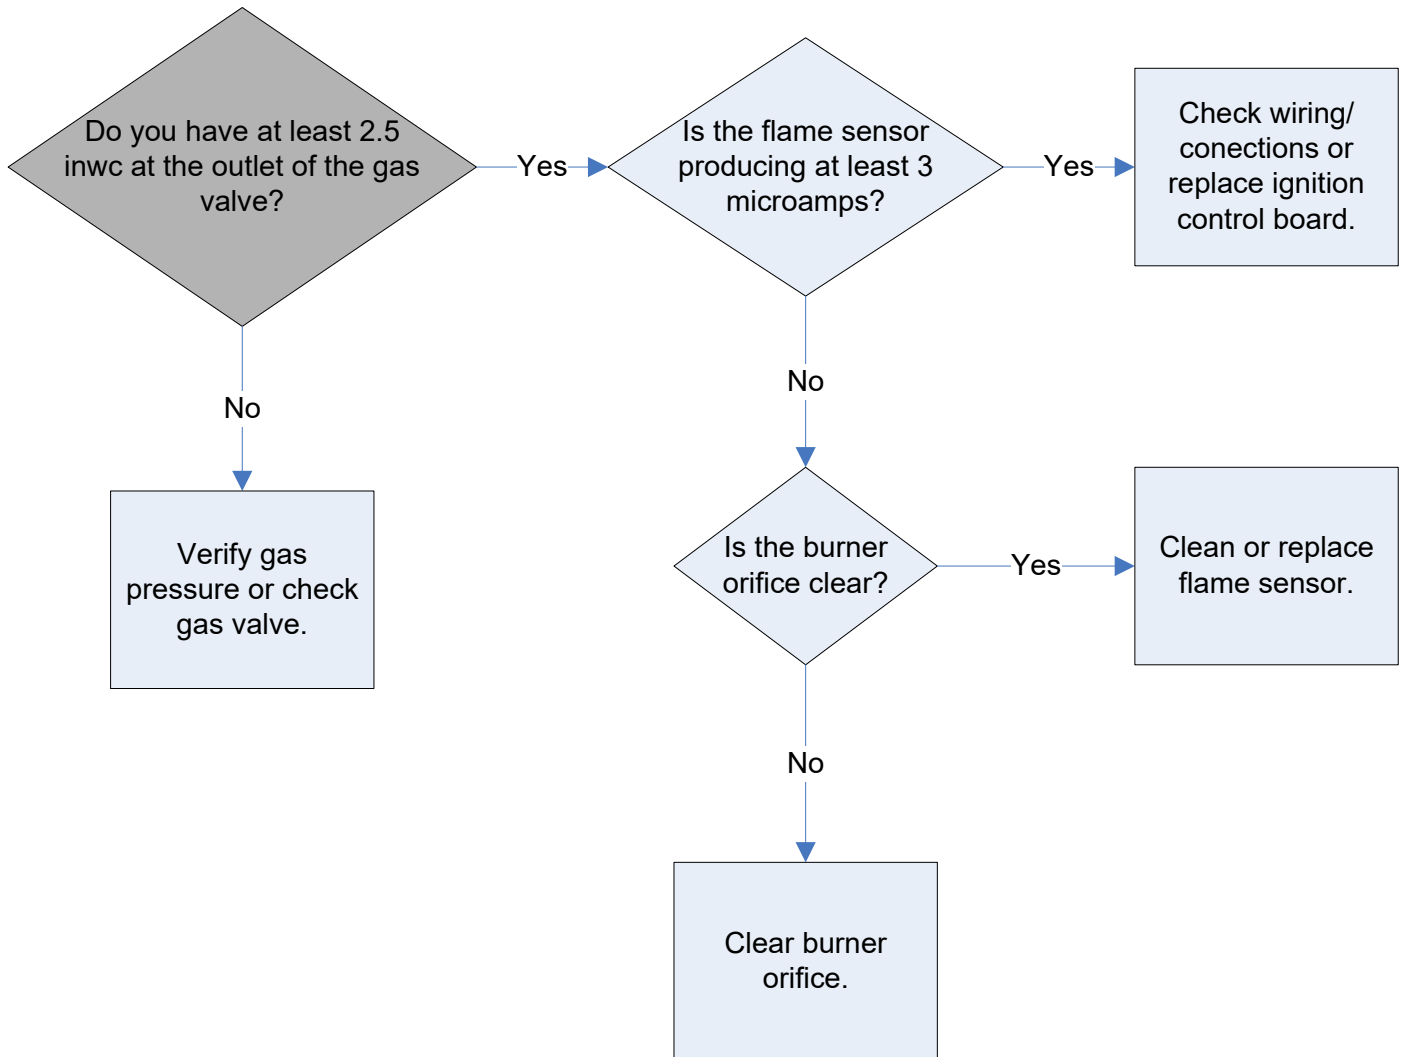 Do you have at least 2.5
inwc at the outlet of the gas
valve?
Yes
Is the flame sensor
producing at least 3
microamps?
Yes
Check wiring/
conections or
replace ignition
control board.
No
No
Verify gas
pressure or check
gas valve.
Is the burner
orifice clear?
Yes
Clean or replace
flame sensor.
No
Clear burner
orifice.